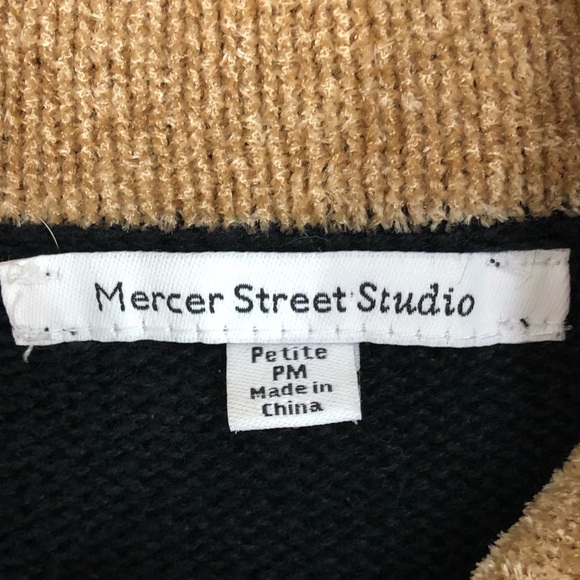 Mercer Street Studio
Petite
PM
Made in
China